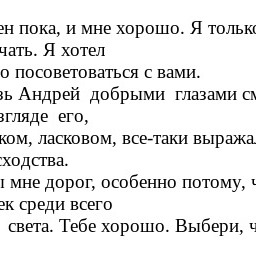 ен пока, и мне хорошо. Я только
чать. Я хотел
о посоветоваться с вами.
зь Андрей добрыми глазами см
згляде его,
ком, ласковом, все-таки выража
сходства.
ы мне дорог, особенно потому, ч
ек среди всего
света. Тебе хорошо. Выбери, ч